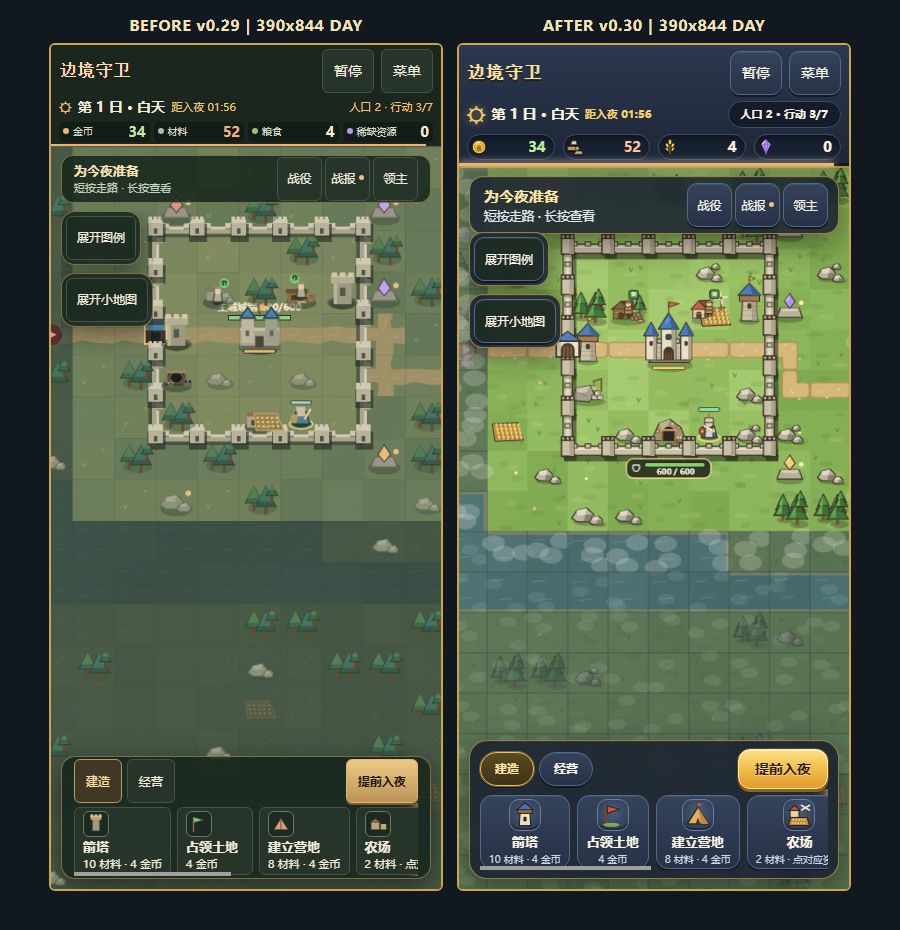 BEFORE v0.29 | 390x844 DAY
边境守卫
暂停
菜单
第 1 日 • 白天 距入夜 01:56
人口 2 · 行动 3/7
金币 34
材料 52
粮食 4
稀缺资源 0
为今夜准备
短按走路 · 长按查看
战役
战报
领主
展开图例
展开小地图
建造
经营
提前入夜
箭塔
10 材料 · 4 金币
占领土地
4 金币
建立营地
8 材料 · 4 金币
农场
2 材料 ·
AFTER v0.30 | 390x844 DAY
边境守卫
暂停
菜单
第 1 日 • 白天 距入夜 01:56
人口 2 • 行动 3/7
34
52
4
0
为今夜准备
短按走路 · 长按查看
战役
战报
领主
展开图例
展开小地图
600 / 600
建造
经营
提前入夜
箭塔
10 材料 · 4 金币
占领土地
4 金币
建立营地
8 材料 · 4 金币
农场
2 材料 · 点对应